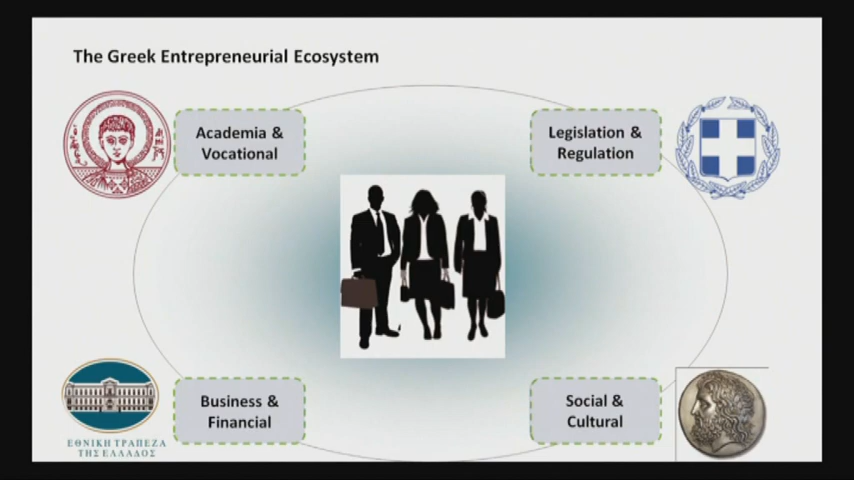 The Greek Entrepreneurial Ecosystem
Academia &
Vocational
Legislation &
Regulation
Business &
Financial
Social &
Cultural
ΕΘΝΙΚΗ ΤΡΑΠΕΖΑ
ΤΗΣ ΕΛΛΑΔΟΣ